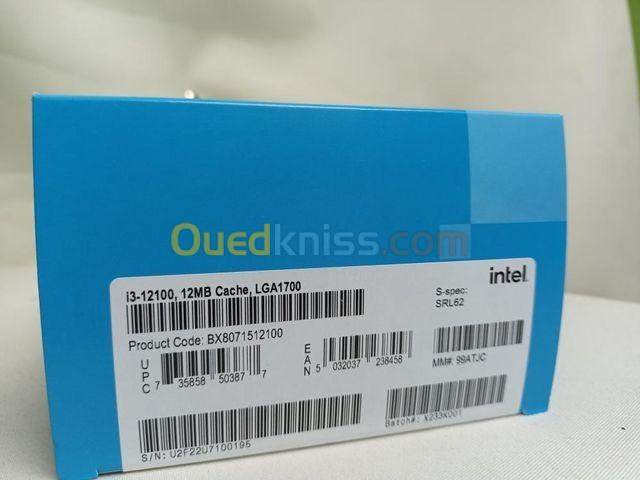 Ouedkniss.com
i3-12100, 12MB Cache, LGA1700
intel.
S-spec:
SRL62
Product Code: BX8071512100
UPC
7 35858 50387 7
EAN
5 032037 238458
MM#: 99ATJC
S/N: U2F22U7100195
Batch#: X233K001